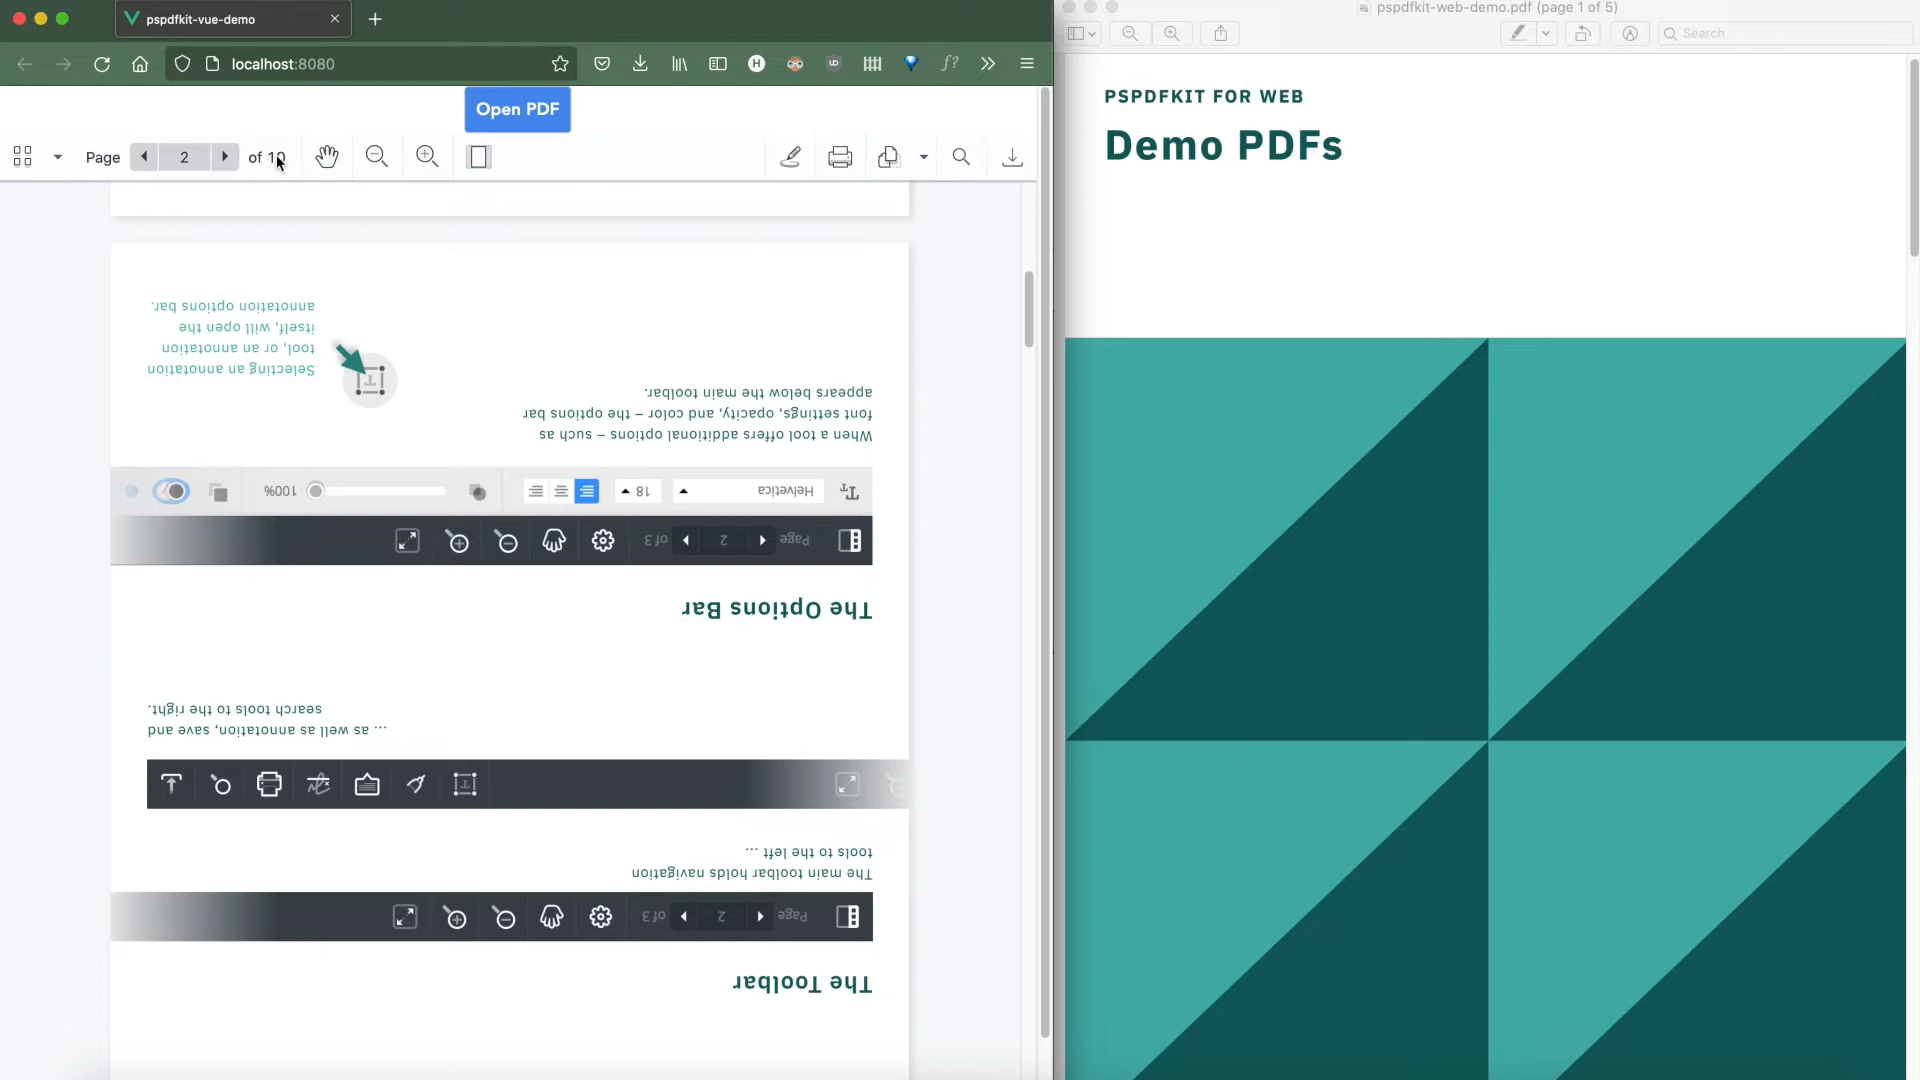 pspdfkit-vue-demo
localhost:8080
Open PDF
Page 2 of 10
Selecting an annotation
tool, or an annotation
itself, will open the
annotation options bar.
When a tool offers additional options – such as
font settings, opacity, and color – the options bar
appears below the main toolbar.
Helvetica 18 100%
Page 2 of 3
The Options Bar
... as well as annotation, save and
search tools to the right.
The main toolbar holds navigation
tools to the left ...
Page 2 of 3
The Toolbar
pspdfkit-web-demo.pdf (page 1 of 5)
Search
PSPDFKIT FOR WEB
Demo PDFs